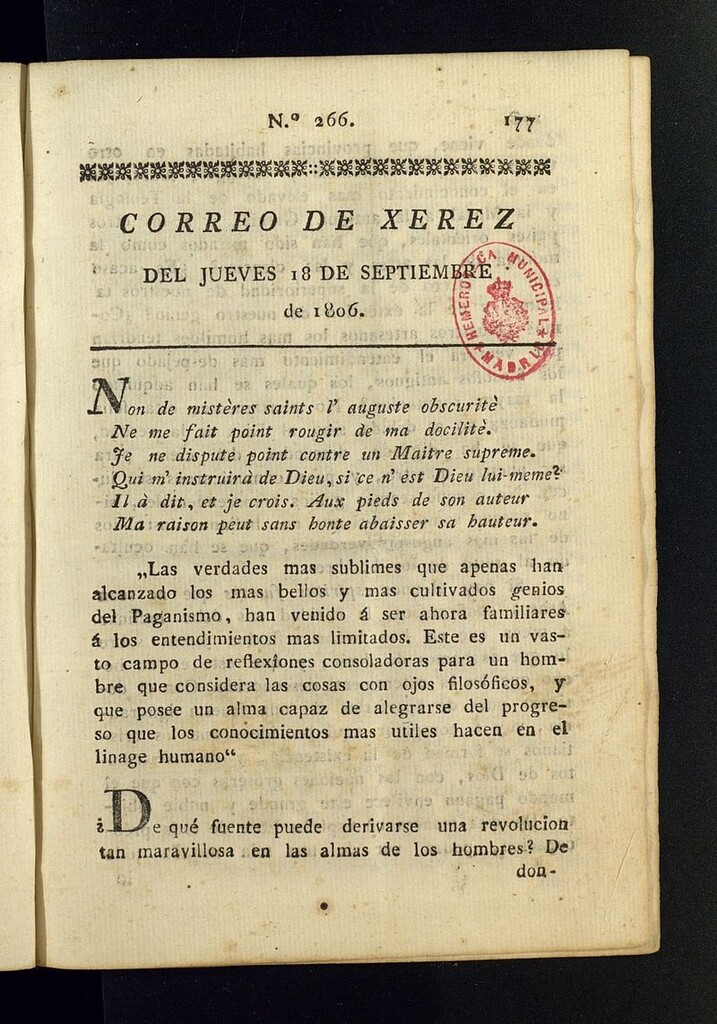 N.º 266. 177
CORREO DE XEREZ
DEL JUEVES 18 DE SEPTIEMBRE
de 1806.
HEMEROTECA MUNICIPAL
MADRID
Non de mistères saints l' auguste obscuritè
Ne me fait point rougir de ma docilitè.
Je ne dispute point contre un Maitre supreme.
Qui m' instruirà de Dieu, si ce n' èst Dieu lui-meme?
Il à dit, et je crois. Aux pieds de son auteur
Ma raison peut sans honte abaisser sa hauteur.
„Las verdades mas sublimes que apenas han
alcanzado los mas bellos y mas cultivados genios
del Paganismo, han venido á ser ahora familiares
á los entendimientos mas limitados. Este es un vas-
to campo de reflexîones consoladoras para un hom-
bre que considera las cosas con ojos filosóficos, y
que posee un alma capaz de alegrarse del progre-
so que los conocimientos mas utiles hacen en el
linage humano“
¿De qué fuente puede derivarse una revolucion
tan maravillosa en las almas de los hombres? De
don-